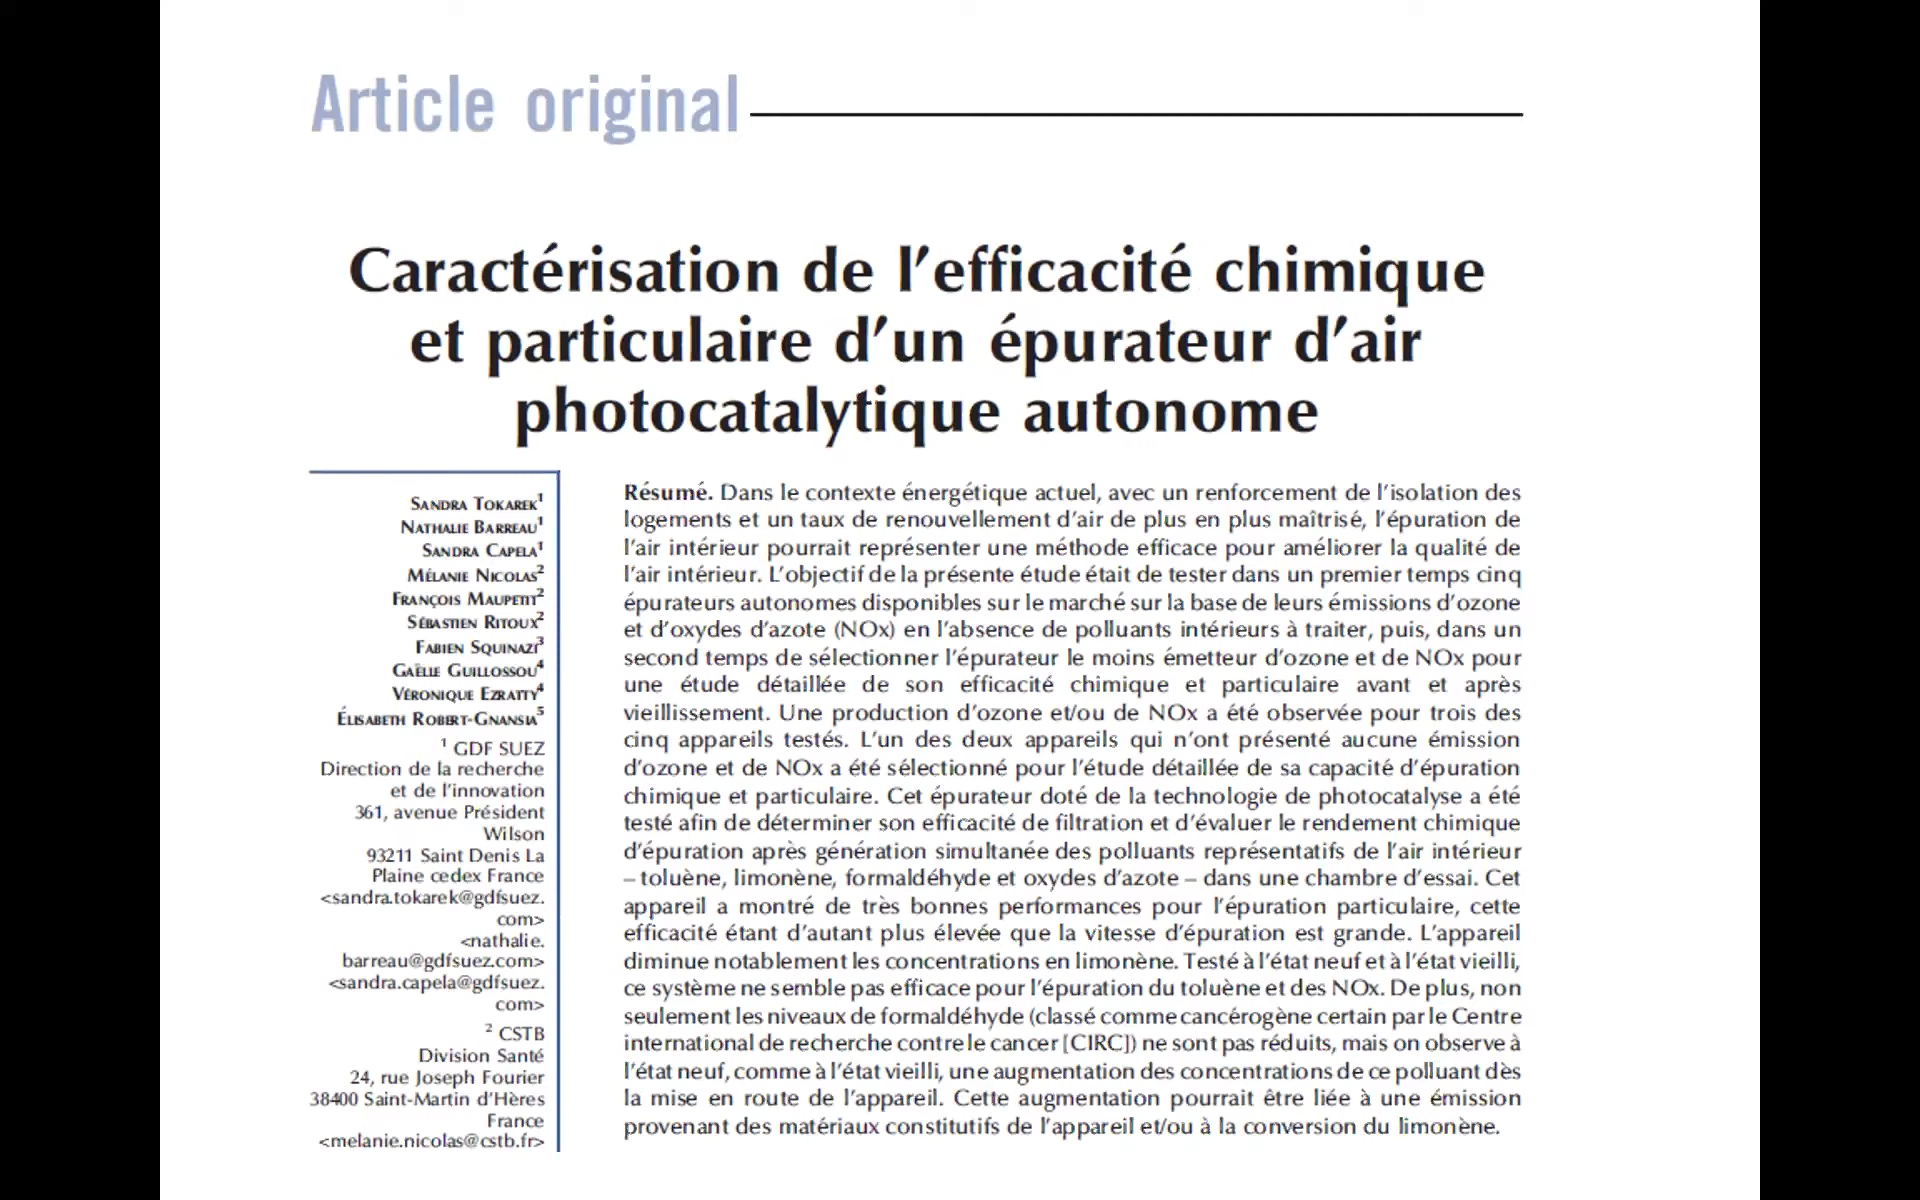 Article original
Caractérisation de l’efficacité chimique
et particulaire d’un épurateur d’air
photocatalytique autonome
SANDRA TOKAREK1
NATHALIE BARREAU1
SANDRA CAPELA1
MÉLANIE NICOLAS2
FRANÇOIS MAUPETIT2
SÉBASTIEN RITOUX2
FABIEN SQUINAZI3
GAËLLE GUILLOSSOU4
VÉRONIQUE EZRATTY4
ÉLISABETH ROBERT-GNANSIA5
1 GDF SUEZ
Direction de la recherche
et de l’innovation
361, avenue Président
Wilson
93211 Saint Denis La
Plaine cedex France
<sandra.tokarek@gdfsuez.
com>
<nathalie.
barreau@gdfsuez.com>
<sandra.capela@gdfsuez.
com>
2 CSTB
Division Santé
24, rue Joseph Fourier
38400 Saint-Martin d’Hères
France
<melanie.nicolas@cstb.fr>
Résumé. Dans le contexte énergétique actuel, avec un renforcement de l’isolation des
logements et un taux de renouvellement d’air de plus en plus maîtrisé, l’épuration de
l’air intérieur pourrait représenter une méthode efficace pour améliorer la qualité de
l’air intérieur. L’objectif de la présente étude était de tester dans un premier temps cinq
épurateurs autonomes disponibles sur le marché sur la base de leurs émissions d’ozone
et d’oxydes d’azote (NOx) en l’absence de polluants intérieurs à traiter, puis, dans un
second temps de sélectionner l’épurateur le moins émetteur d’ozone et de NOx pour
une étude détaillée de son efficacité chimique et particulaire avant et après
vieillissement. Une production d’ozone et/ou de NOx a été observée pour trois des
cinq appareils testés. L’un des deux appareils qui n’ont présenté aucune émission
d’ozone et de NOx a été sélectionné pour l’étude détaillée de sa capacité d’épuration
chimique et particulaire. Cet épurateur doté de la technologie de photocatalyse a été
testé afin de déterminer son efficacité de filtration et d’évaluer le rendement chimique
d’épuration après génération simultanée des polluants représentatifs de l’air intérieur
– toluène, limonène, formaldéhyde et oxydes d’azote – dans une chambre d’essai. Cet
appareil a montré de très bonnes performances pour l’épuration particulaire, cette
efficacité étant d’autant plus élevée que la vitesse d’épuration est grande. L’appareil
diminue notablement les concentrations en limonène. Testé à l’état neuf et à l’état vieilli,
ce système ne semble pas efficace pour l’épuration du toluène et des NOx. De plus, non
seulement les niveaux de formaldéhyde (classé comme cancérogène certain par le Centre
international de recherche contre le cancer [CIRC]) ne sont pas réduits, mais on observe à
l’état neuf, comme à l’état vieilli, une augmentation des concentrations de ce polluant dès
la mise en route de l’appareil. Cette augmentation pourrait être liée à une émission
provenant des matériaux constitutifs de l’appareil et/ou à la conversion du limonène.